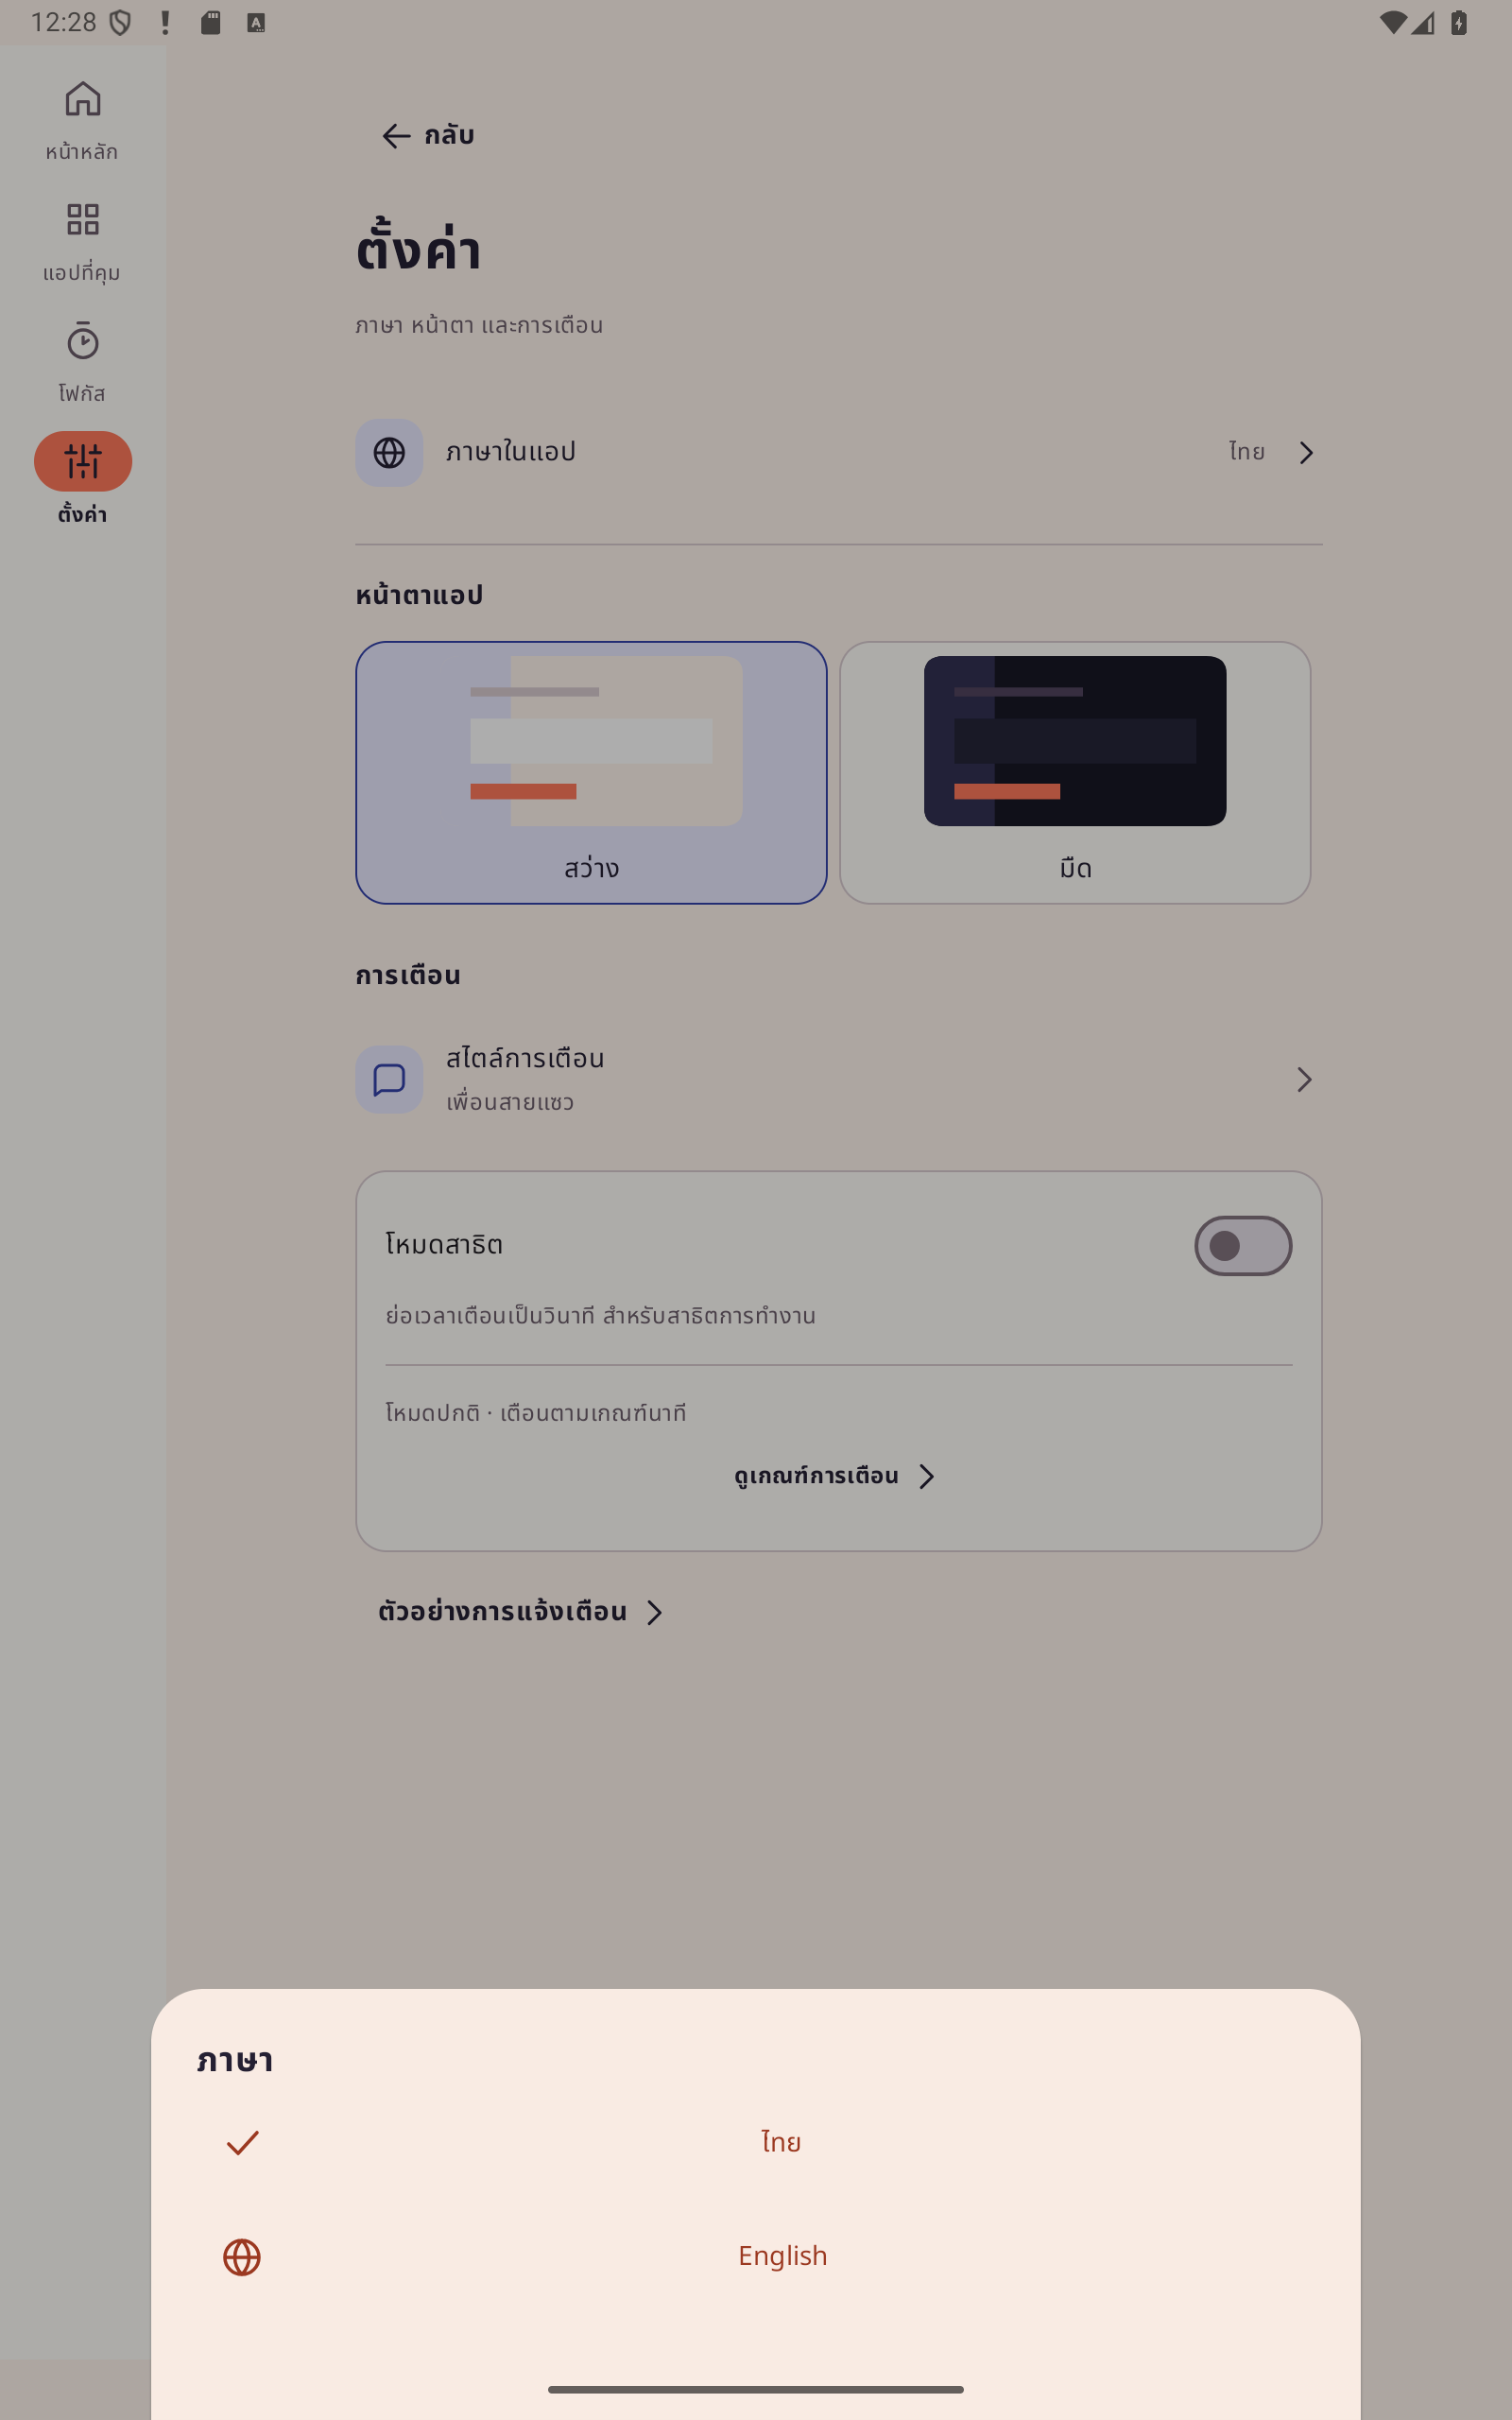 12:28
หน้าหลัก
แอปที่คุม
โฟกัส
ตั้งค่า
กลับ
ตั้งค่า
ภาษา หน้าตา และการเตือน
ภาษาในแอป
ไทย
หน้าตาแอป
สว่าง
มืด
การเตือน
สไตล์การเตือน
เพื่อนสายแซว
โหมดสาธิต
ย่อเวลาเตือนเป็นวินาที สำหรับสาธิตการทำงาน
โหมดปกติ · เตือนตามเกณฑ์นาที
ดูเกณฑ์การเตือน
ตัวอย่างการแจ้งเตือน
ภาษา
ไทย
English